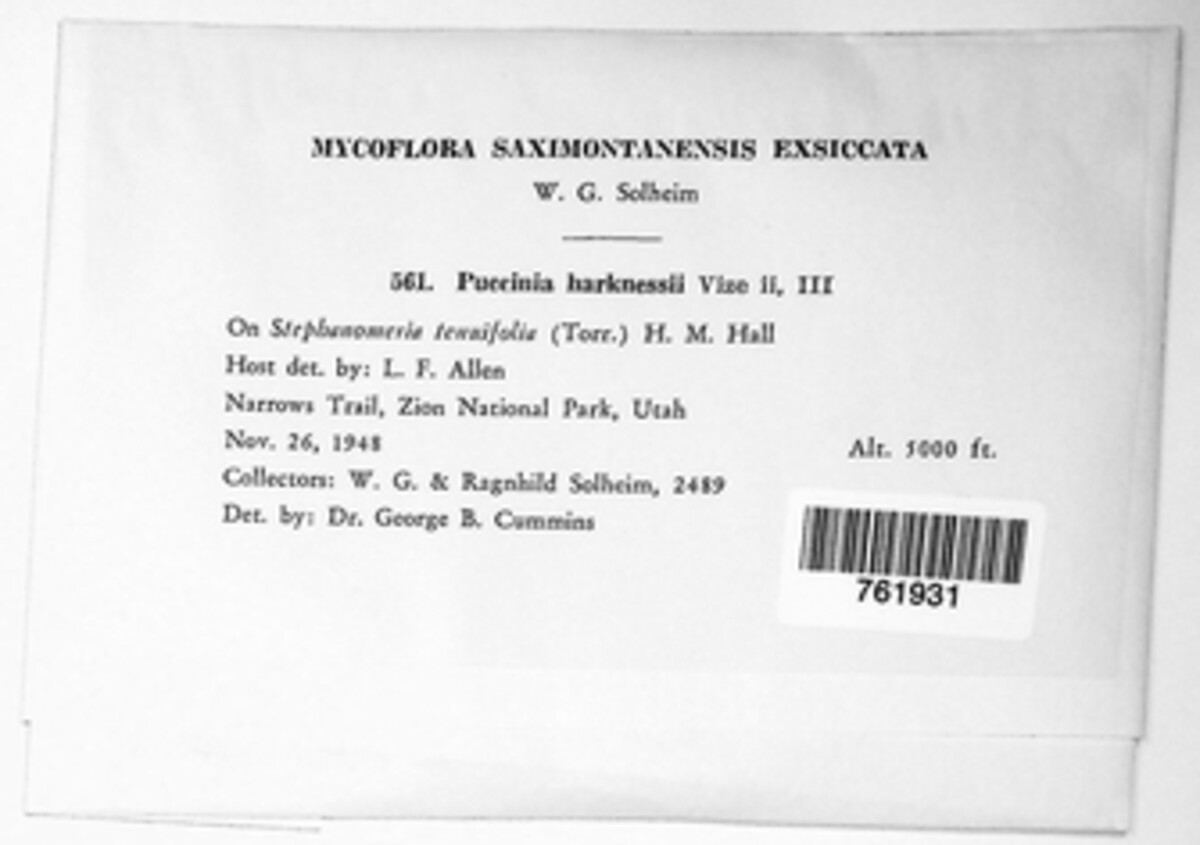 MYCOFLORA SAXIMONTANENSIS EXSICCATA
W. G. Solheim
561. Puccinia harknessii Vize ii, III
On Stephanomeria tenuifolia (Torr.) H. M. Hall
Host det. by: L. F. Allen
Narrows Trail, Zion National Park, Utah
Nov. 26, 1948 Alt. 5000 ft.
Collectors: W. G. & Ragnhild Solheim, 2489
Det. by: Dr. George B. Cummins
761931